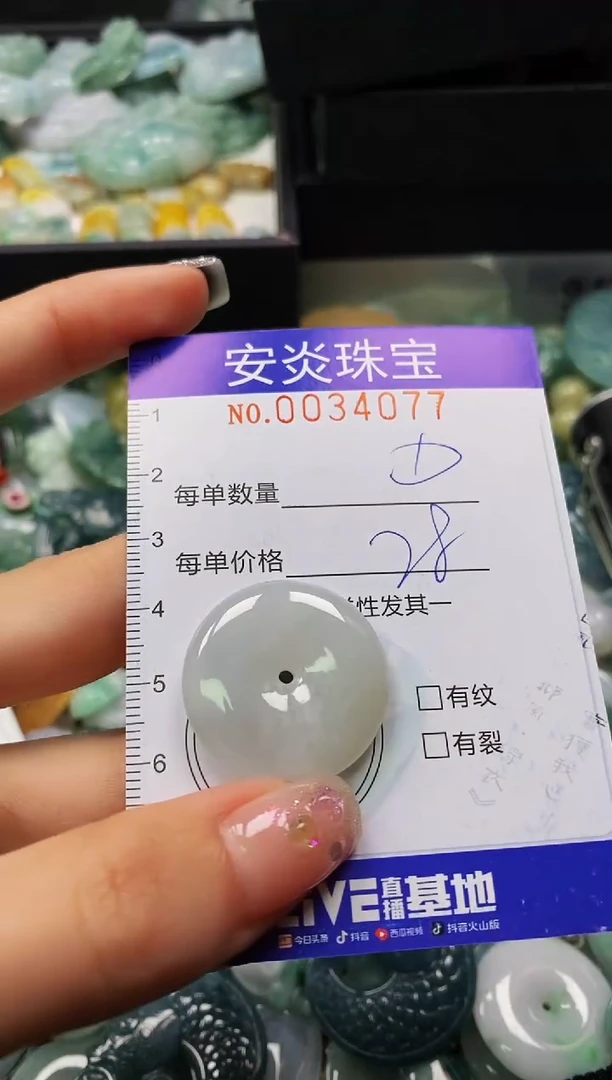 安炎珠宝
NO.0034077
1
2
每单数量 ①
3
每单价格 28
4
性发其一
5
□有纹
□有裂
6
LIVE直播基地
今日头条 抖音 西瓜视频 抖音火山版